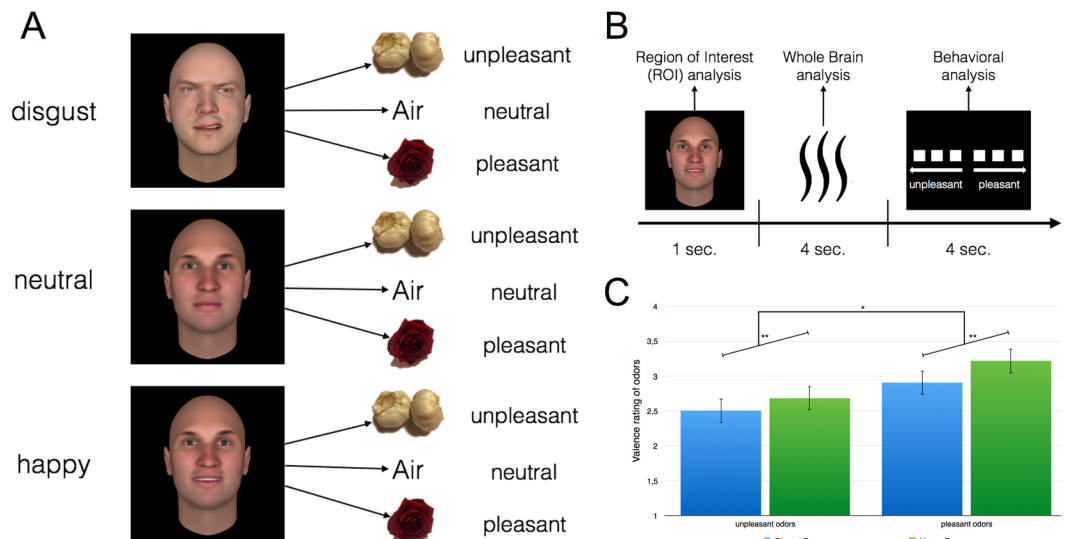 A
disgust
unpleasant
Air
neutral
pleasant
neutral
unpleasant
Air
neutral
pleasant
happy
unpleasant
Air
neutral
pleasant
B
Region of Interest
(ROI) analysis
Whole Brain
analysis
Behavioral
analysis
unpleasant
pleasant
1 sec.
4 sec.
4 sec.
C
Valence rating of odors
4
3,5
3
2,5
2
1,5
1
*
**
**
unpleasant odors
pleasant odors